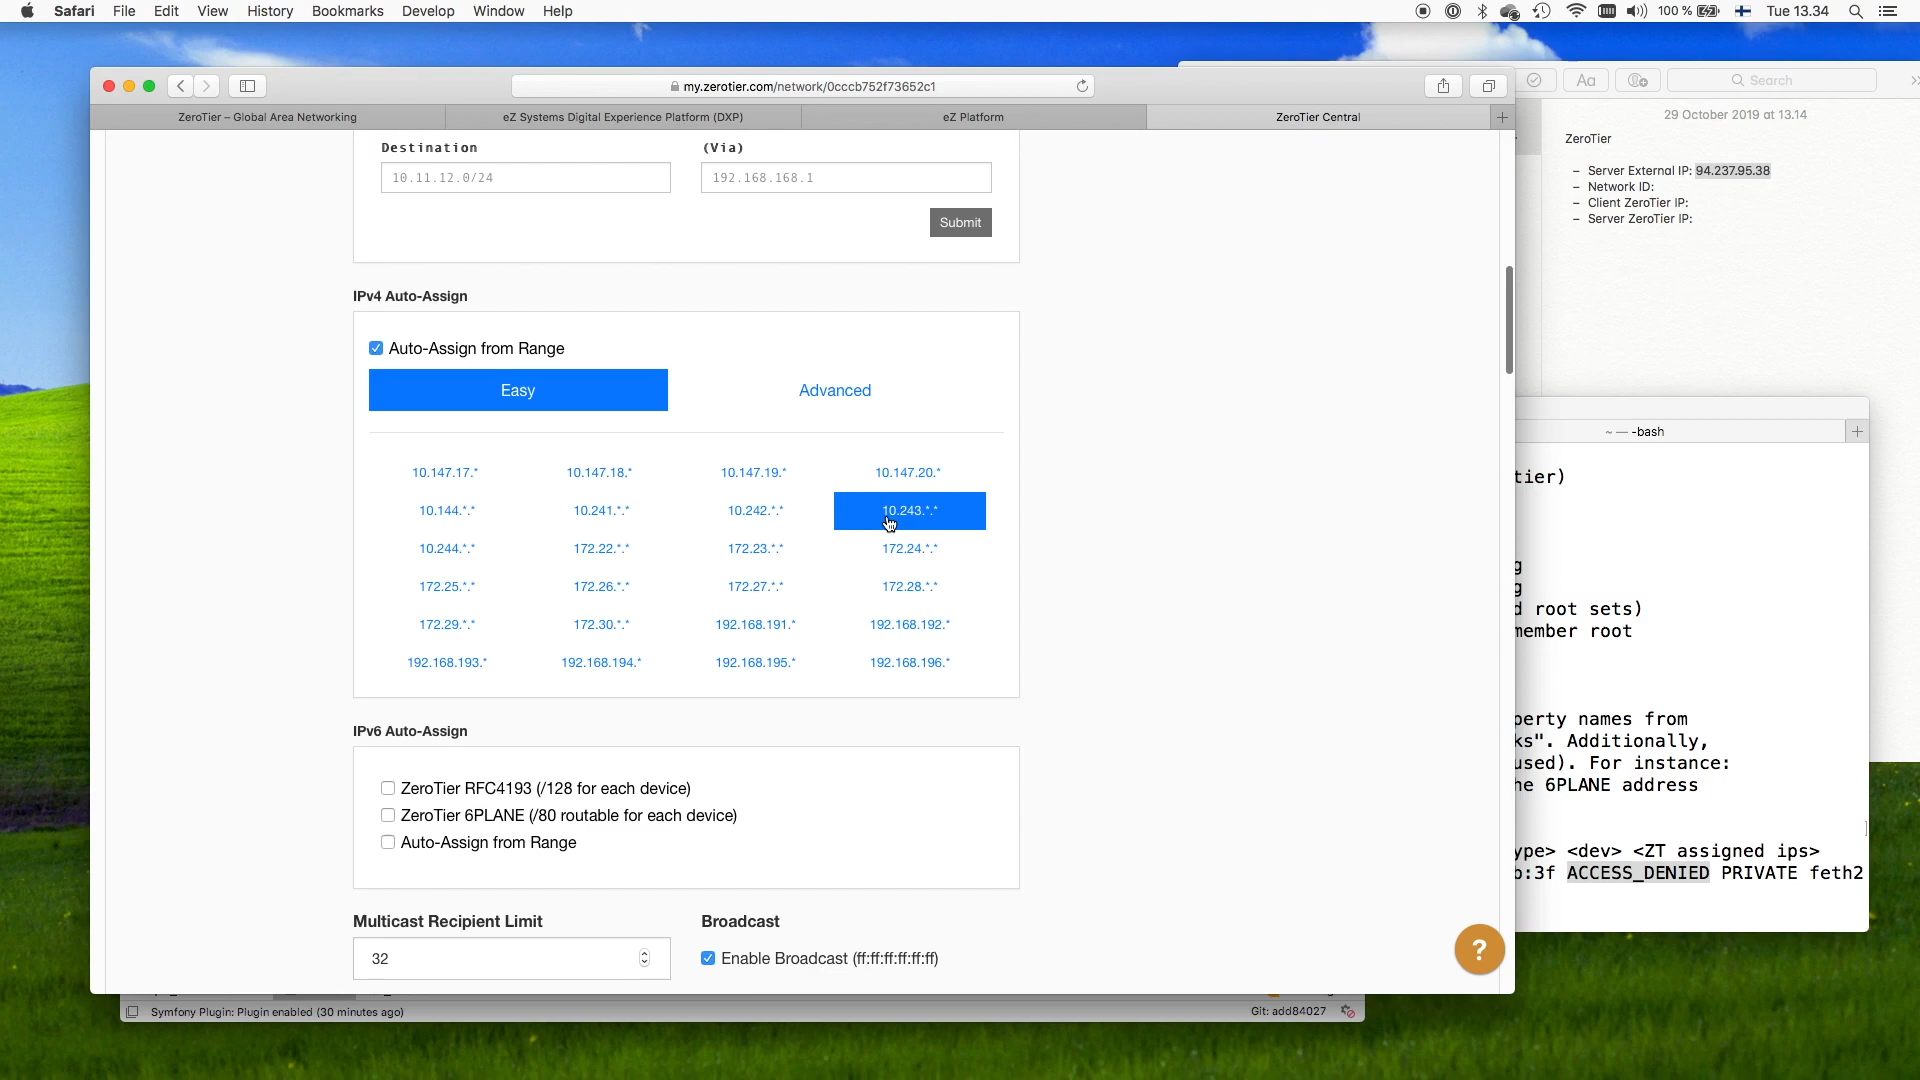 Safari File Edit View History Bookmarks Develop Window Help
100 % Tue 13.34
my.zerotier.com/network/0cccb752f73652c1
Aa Search
ZeroTier – Global Area Networking
eZ Systems Digital Experience Platform (DXP)
eZ Platform
ZeroTier Central
29 October 2019 at 13.14
ZeroTier
– Server External IP: 94.237.95.38
– Network ID:
– Client ZeroTier IP:
– Server ZeroTier IP:
Destination (Via)
10.11.12.0/24 192.168.168.1
Submit
IPv4 Auto-Assign
Auto-Assign from Range
Easy Advanced
10.147.17.* 10.147.18.* 10.147.19.* 10.147.20.*
10.144.*.* 10.241.*.* 10.242.*.* 10.243.*.*
10.244.*.* 172.22.*.* 172.23.*.* 172.24.*.*
172.25.*.* 172.26.*.* 172.27.*.* 172.28.*.*
172.29.*.* 172.30.*.* 192.168.191.* 192.168.192.*
192.168.193.* 192.168.194.* 192.168.195.* 192.168.196.*
IPv6 Auto-Assign
ZeroTier RFC4193 (/128 for each device)
ZeroTier 6PLANE (/80 routable for each device)
Auto-Assign from Range
Multicast Recipient Limit Broadcast
32 Enable Broadcast (ff:ff:ff:ff:ff:ff)
?
~ — -bash
tier)
g
g
d root sets)
member root
perty names from
ks". Additionally,
used). For instance:
he 6PLANE address
ype> <dev> <ZT assigned ips>
b:3f ACCESS_DENIED PRIVATE feth2
Symfony Plugin: Plugin enabled (30 minutes ago)
Git: add84027